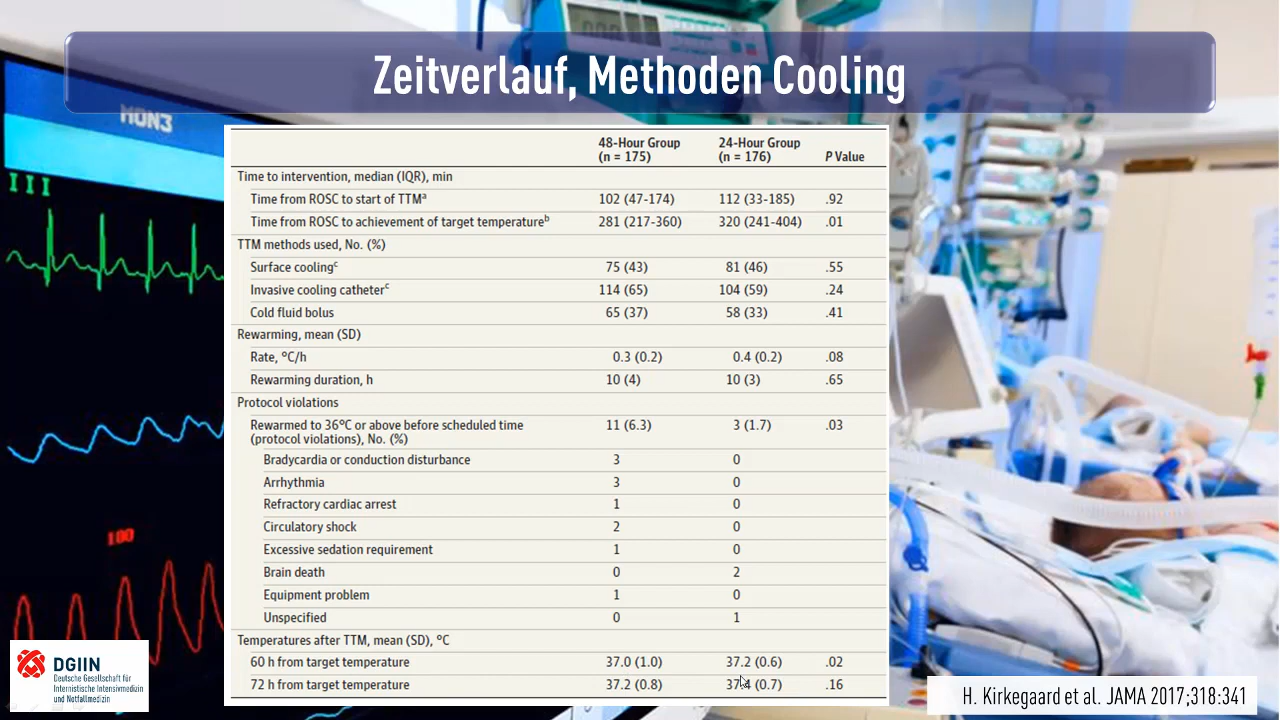 Zeitverlauf, Methoden Cooling
MON3
III
100
48-Hour Group (n = 175) 24-Hour Group (n = 176) P Value
Time to intervention, median (IQR), min
Time from ROSC to start of TTMa 102 (47-174) 112 (33-185) .92
Time from ROSC to achievement of target temperatureb 281 (217-360) 320 (241-404) .01
TTM methods used, No. (%)
Surface coolingc 75 (43) 81 (46) .55
Invasive cooling catheterc 114 (65) 104 (59) .24
Cold fluid bolus 65 (37) 58 (33) .41
Rewarming, mean (SD)
Rate, °C/h 0.3 (0.2) 0.4 (0.2) .08
Rewarming duration, h 10 (4) 10 (3) .65
Protocol violations
Rewarmed to 36°C or above before scheduled time 11 (6.3) 3 (1.7) .03
(protocol violations), No. (%)
Bradycardia or conduction disturbance 3 0
Arrhythmia 3 0
Refractory cardiac arrest 1 0
Circulatory shock 2 0
Excessive sedation requirement 1 0
Brain death 0 2
Equipment problem 1 0
Unspecified 0 1
Temperatures after TTM, mean (SD), °C
60 h from target temperature 37.0 (1.0) 37.2 (0.6) .02
72 h from target temperature 37.2 (0.8) 37.4 (0.7) .16
DGIIN
Deutsche Gesellschaft für
Internistische Intensivmedizin
und Notfallmedizin
H. Kirkegaard et al. JAMA 2017;318:341